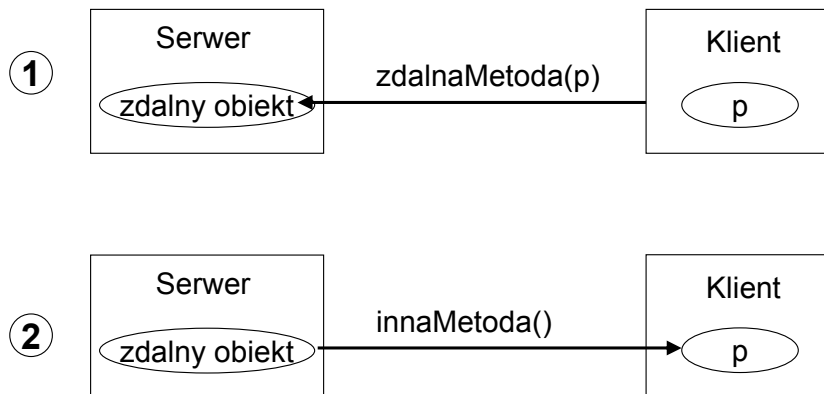 1
Serwer
Klient
zdalnaMetoda(p)
zdalny obiekt
p
2
Serwer
Klient
innaMetoda()
zdalny obiekt
p